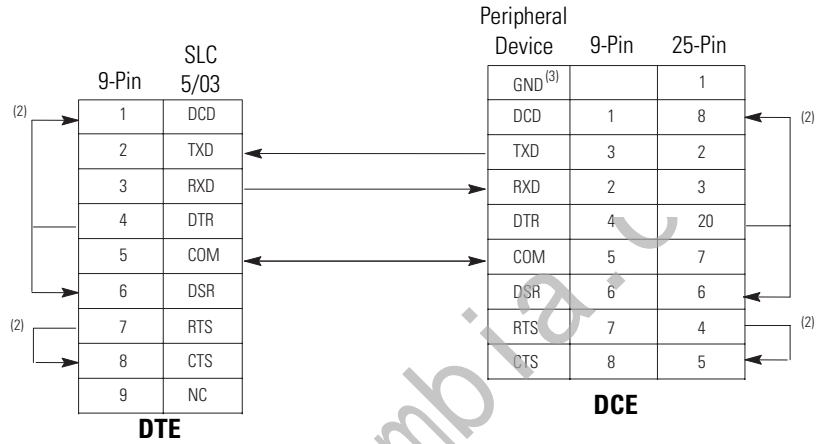 Peripheral
Device 9-Pin 25-Pin
SLC
9-Pin 5/03
GND(3) 1
(2) 1 DCD DCD 1 8 (2)
2 TXD TXD 3 2
3 RXD RXD 2 3
4 DTR DTR 4 20
5 COM COM 5 7
6 DSR DSR 6 6
(2) 7 RTS RTS 7 4 (2)
8 CTS CTS 8 5
9 NC
DTE
DCE
mbia.c